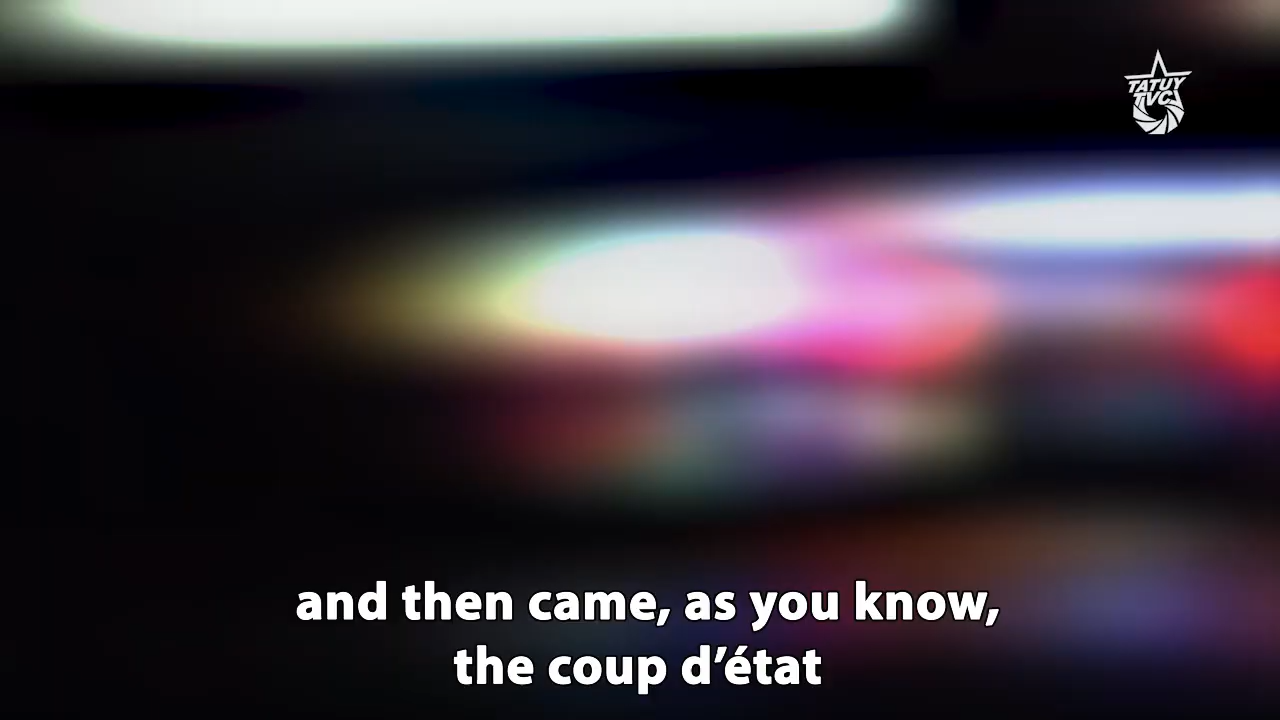 TATUY
TVC
and then came, as you know,
the coup d’état